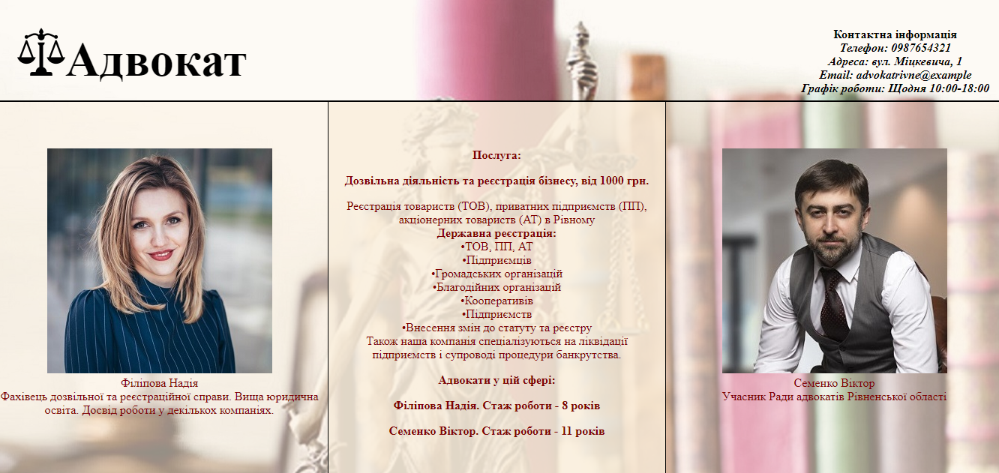 Адвокат
Контактна інформація
Телефон: 0987654321
Адреса: вул. Міцкевича, 1
Email: advokatrivne@example
Графік роботи: Щодня 10:00-18:00
Філіпова Надія
Фахівець дозвільної та реєстраційної справи. Вища юридична
освіта. Досвід роботи у декількох компаніях.
Послуга:
Дозвільна діяльність та реєстрація бізнесу, від 1000 грн.
Реєстрація товариств (ТОВ), приватних підприємств (ПП),
акціонерних товариств (АТ) в Рівному
Державна реєстрація:
•ТОВ, ПП, АТ
•Підприємців
•Громадських організацій
•Благодійних організацій
•Кооперативів
•Підприємств
•Внесення змін до статуту та реєстру
Також наша компанія спеціалізуються на ліквідації
підприємств і супроводі процедури банкрутства.
Адвокати у цій сфері:
Філіпова Надія. Стаж роботи - 8 років
Семенко Віктор. Стаж роботи - 11 років
Семенко Віктор
Учасник Ради адвокатів Рівненської області